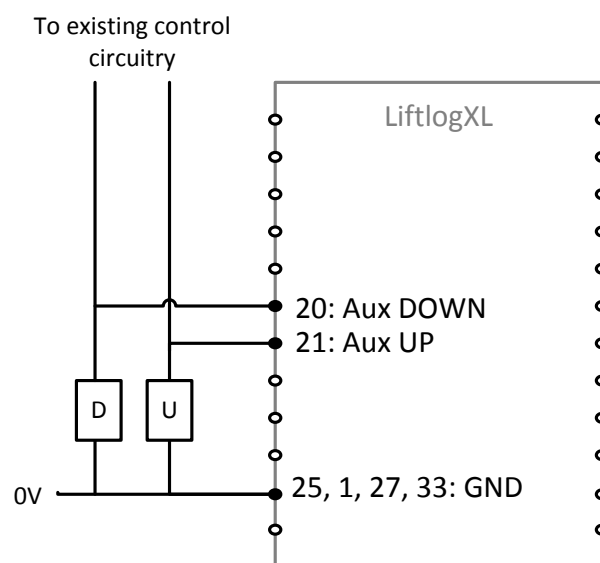 To existing control
circuitry
LiftlogXL
20: Aux DOWN
21: Aux UP
D
U
0V
25, 1, 27, 33: GND